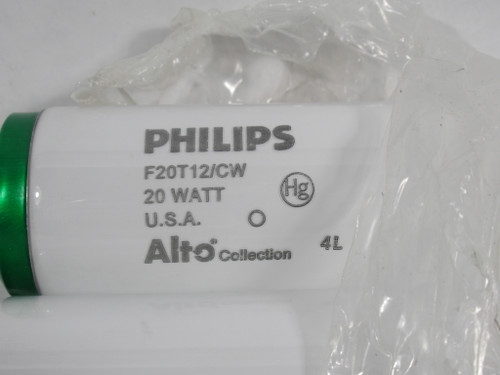 PHILIPS
F20T12/CW
20 WATT Hg
U.S.A.
Alto Collection 4L